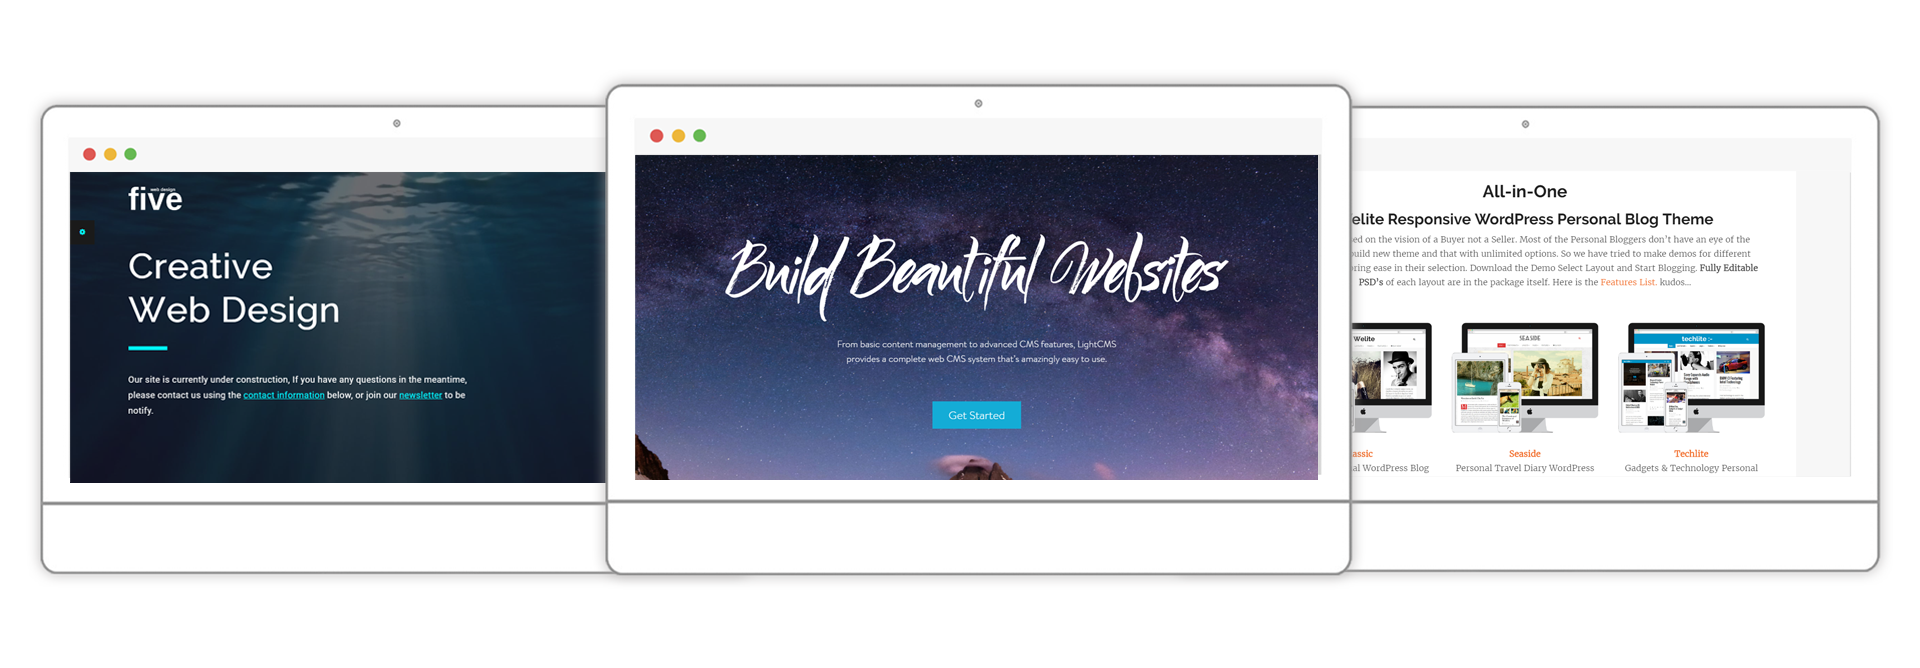 web design
five
Creative
Web Design
Our site is currently under construction, If you have any questions in the meantime,
please contact us using the contact information below, or join our newsletter to be
notify.
Build Beautiful Websites
From basic content management to advanced CMS features, LightCMS
provides a complete web CMS system that's amazingly easy to use.
Get Started
All-in-One
elite Responsive WordPress Personal Blog Theme
ed on the vision of a Buyer not a Seller. Most of the Personal Bloggers don't have an eye of the
uild new theme and that with unlimited options. So we have tried to make demos for different
ring ease in their selection. Download the Demo Select Layout and Start Blogging. Fully Editable
PSD's of each layout are in the package itself. Here is the Features List. kudos...
Welite
SEASIDE
techlite :-
assic
Seaside
Techlite
al WordPress Blog
Personal Travel Diary WordPress
Gadgets & Technology Personal